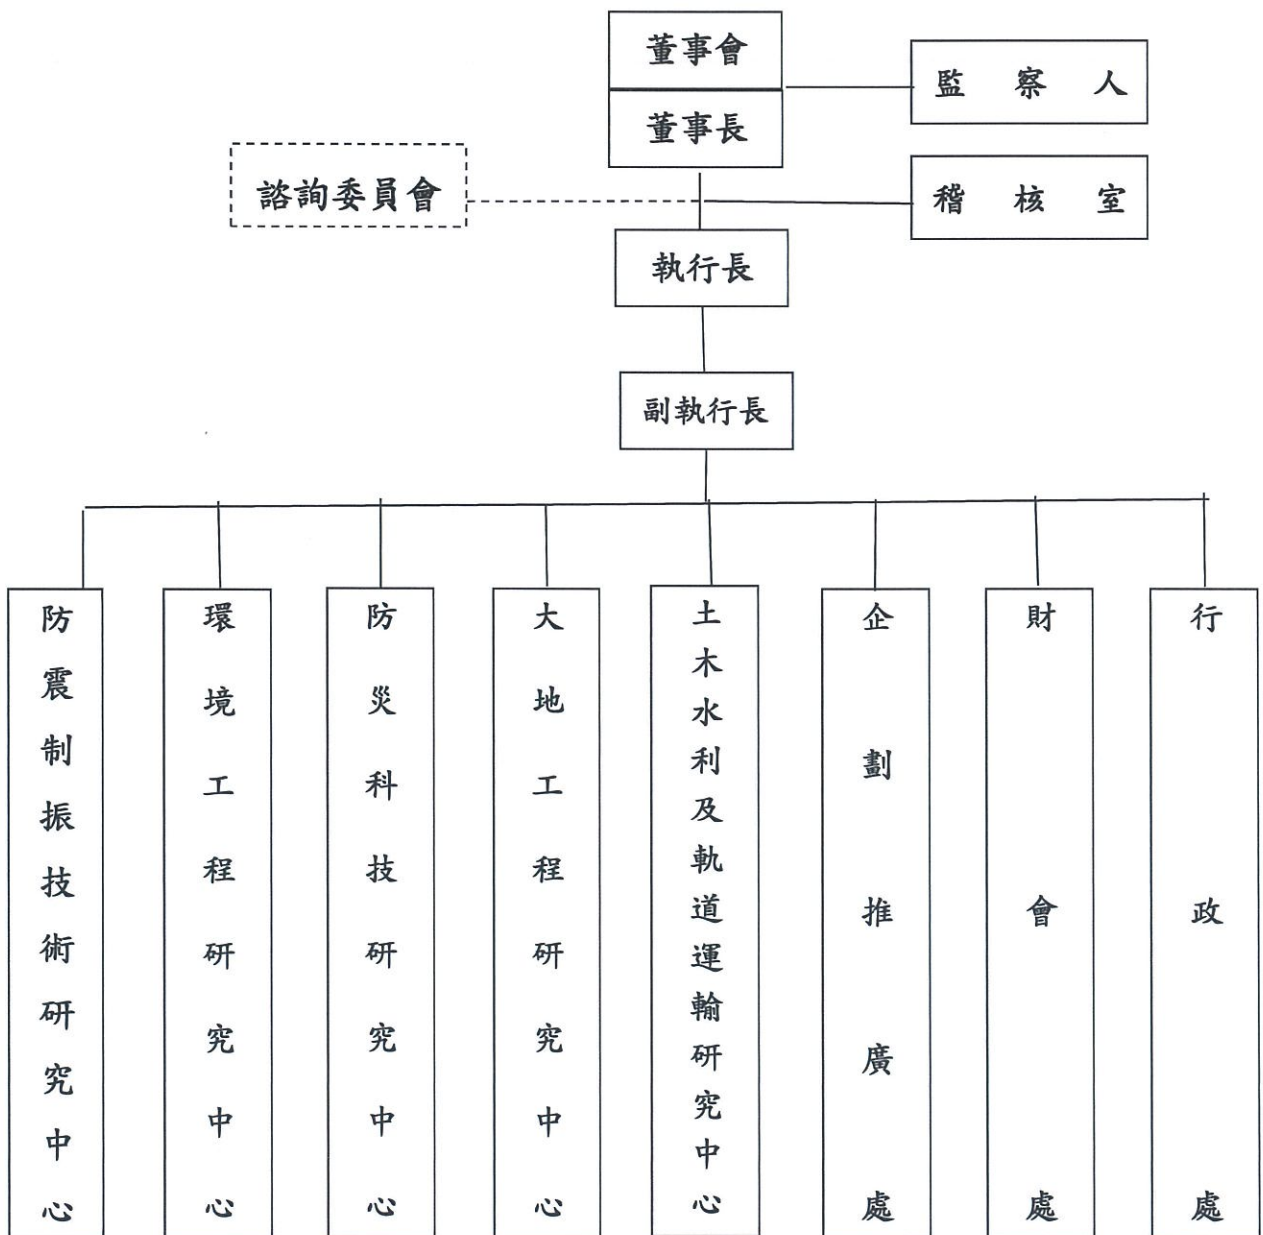 董事會
監察人
董事長
諮詢委員會
稽核室
執行長
副執行長
防震制振技術研究中心
環境工程研究中心
防災科技研究中心
大地工程研究中心
土木水利及軌道運輸研究中心
企劃推廣處
財會處
行政處